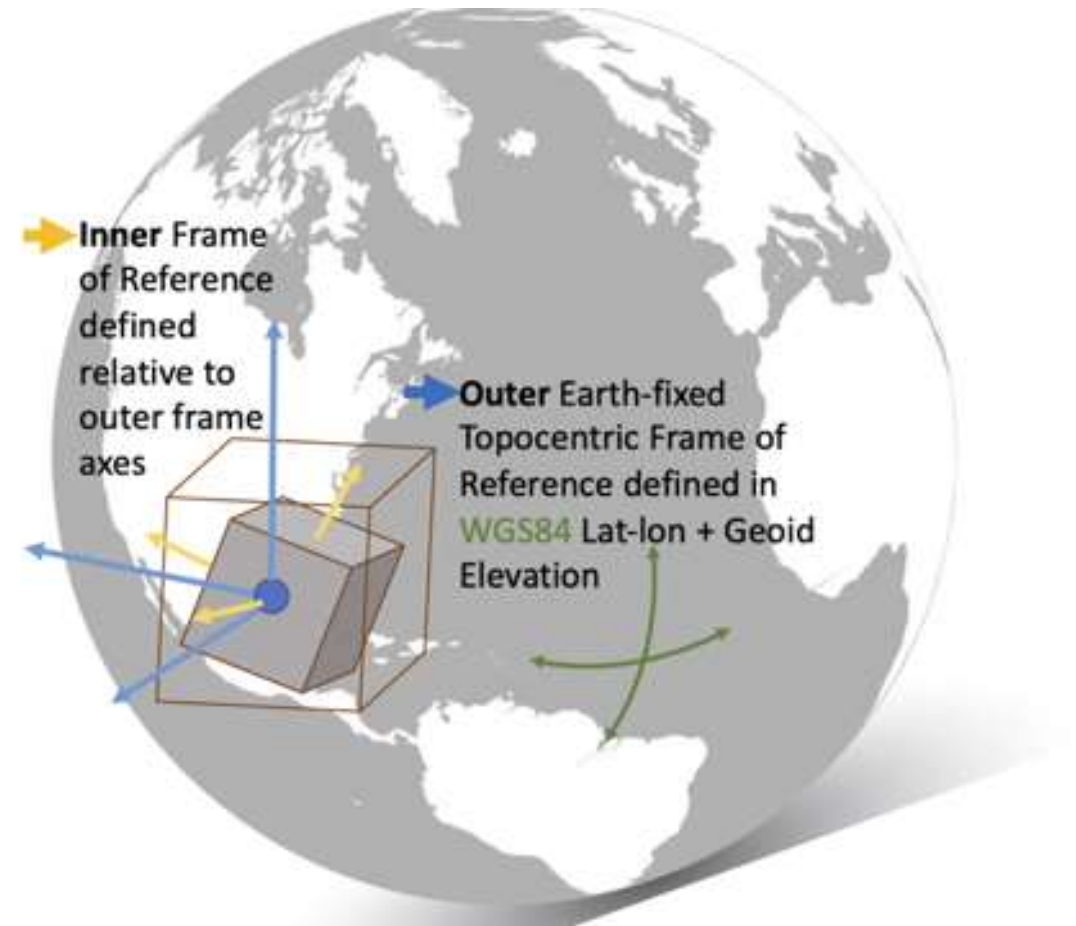 Inner Frame
of Reference
defined
relative to
outer frame
axes
Outer Earth-fixed
Topocentric Frame of
Reference defined in
WGS84 Lat-lon + Geoid
Elevation